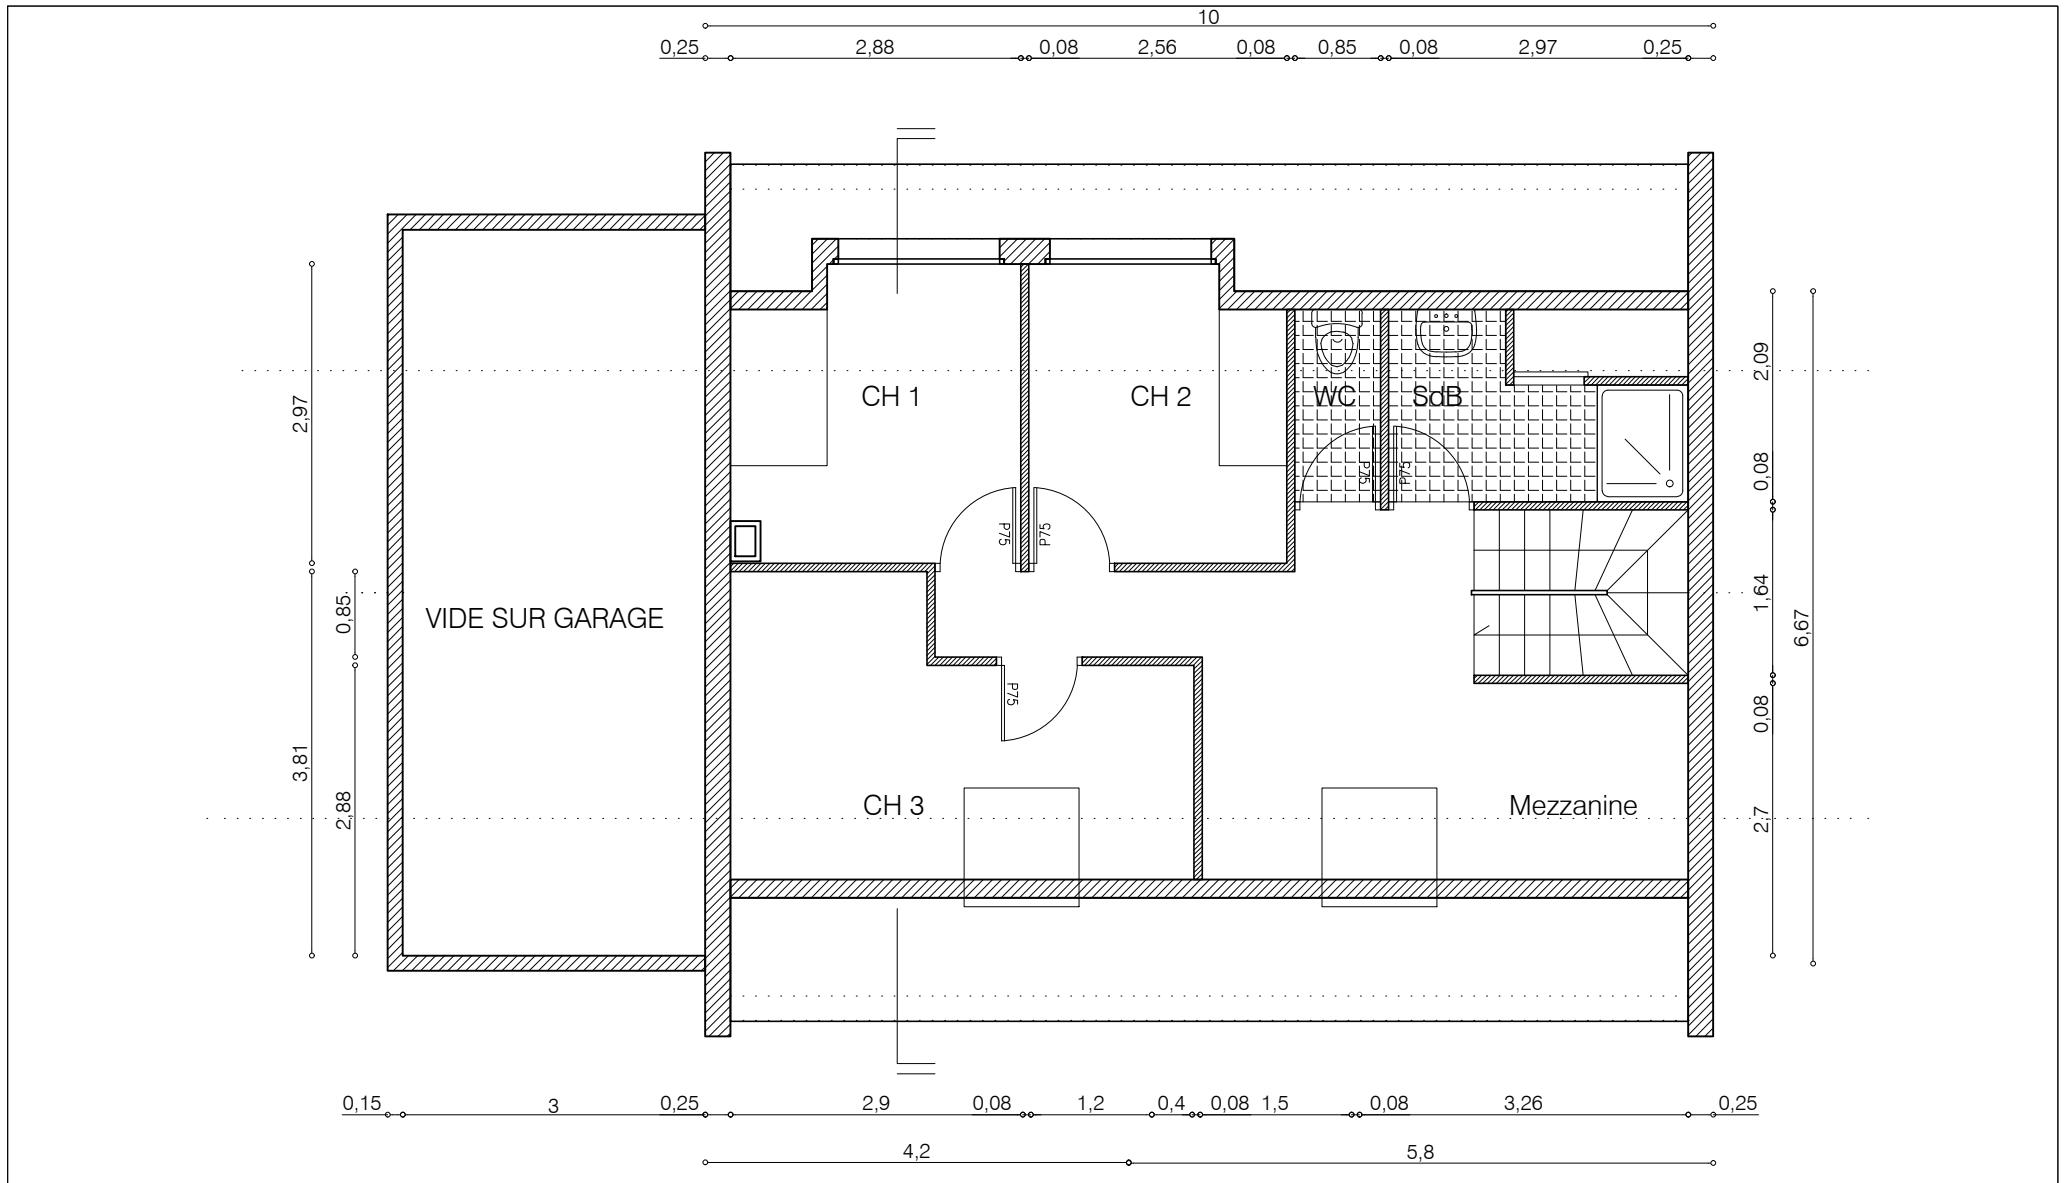 10
0,25 2,88 0,08 2,56 0,08 0,85 0,08 2,97 0,25
2,97
3,81
0,85
2,88
CH 1
CH 2
WC
SdB
P75
P75
P75
P75
VIDE SUR GARAGE
P75
CH 3
Mezzanine
2,09
0,08
1,64
0,08
2,7
6,67
0,15 3 0,25 2,9 0,08 1,2 0,4 0,08 1,5 0,08 3,26 0,25
4,2 5,8